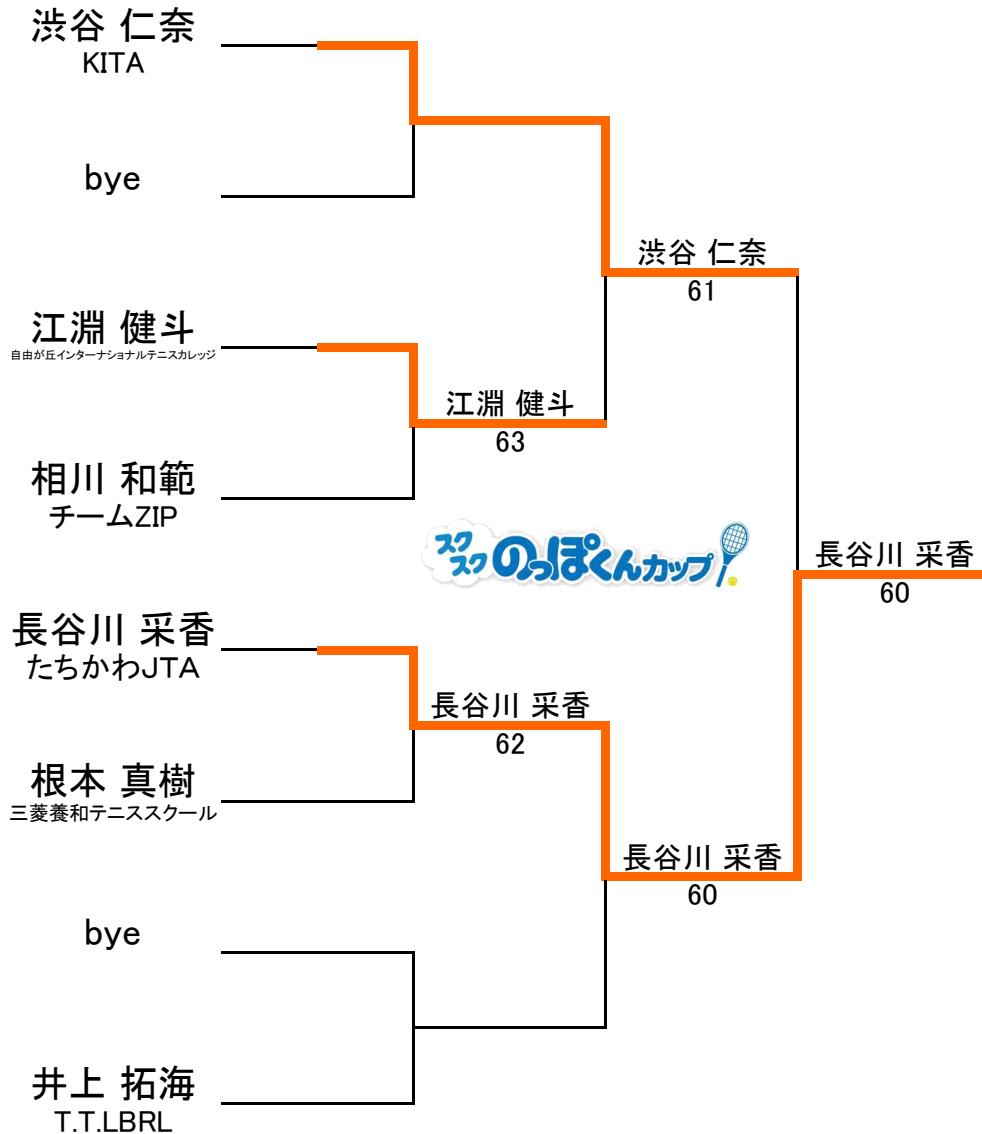 渋谷 仁奈
KITA
bye
渋谷 仁奈
61
江淵 健斗
自由が丘インターナショナルテニスカレッジ
江淵 健斗
63
相川 和範
チームZIP
スク
スク のっぽくんカップ
長谷川 采香
60
長谷川 采香
たちかわJTA
長谷川 采香
62
根本 真樹
三菱養和テニススクール
長谷川 采香
60
bye
井上 拓海
T.T.LBRL